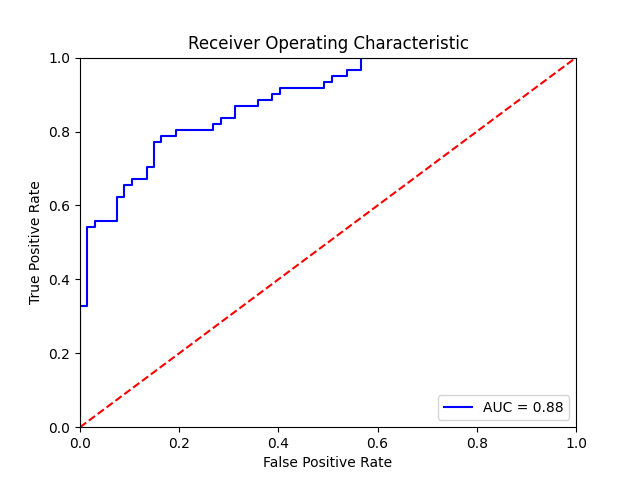 Receiver Operating Characteristic
1.0
0.8
0.6
0.4
0.2
0.0
True Positive Rate
AUC = 0.88
0.0 0.2 0.4 0.6 0.8 1.0
False Positive Rate